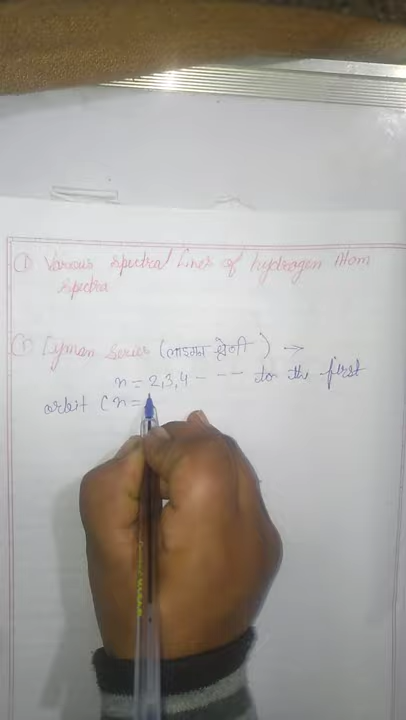 ① Various Spectral Lines of hydrogen Atom
Spectra
① Lyman Series (लाइमन श्रेणी) →
n = 2,3,4 - - - to the first
orbit (n =